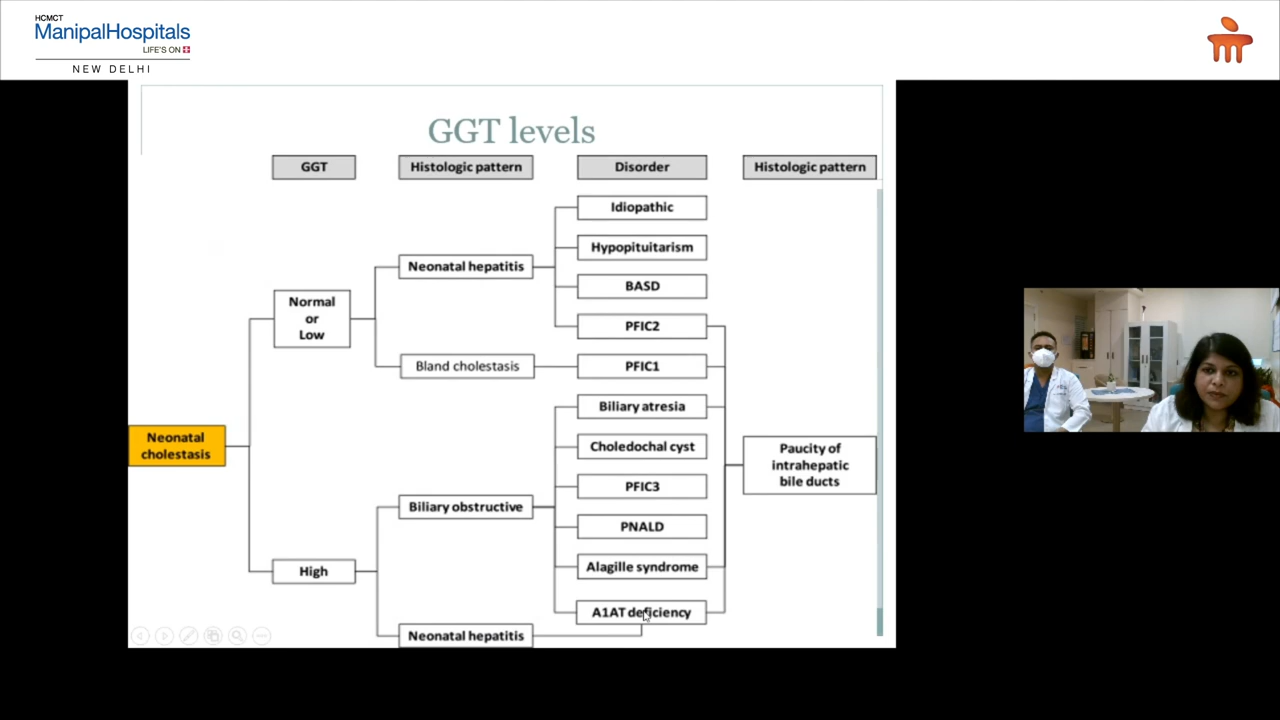 HCMCT
ManipalHospitals
LIFE'S ON
NEW DELHI
GGT levels
GGT
Histologic pattern
Disorder
Histologic pattern
Idiopathic
Hypopituitarism
BASD
PFIC2
PFIC1
Biliary atresia
Choledochal cyst
PFIC3
PNALD
Alagille syndrome
A1AT deficiency
Neonatal hepatitis
Normal
or
Low
Bland cholestasis
Neonatal
cholestasis
Paucity of
intrahepatic
bile ducts
Biliary obstructive
High
Neonatal hepatitis